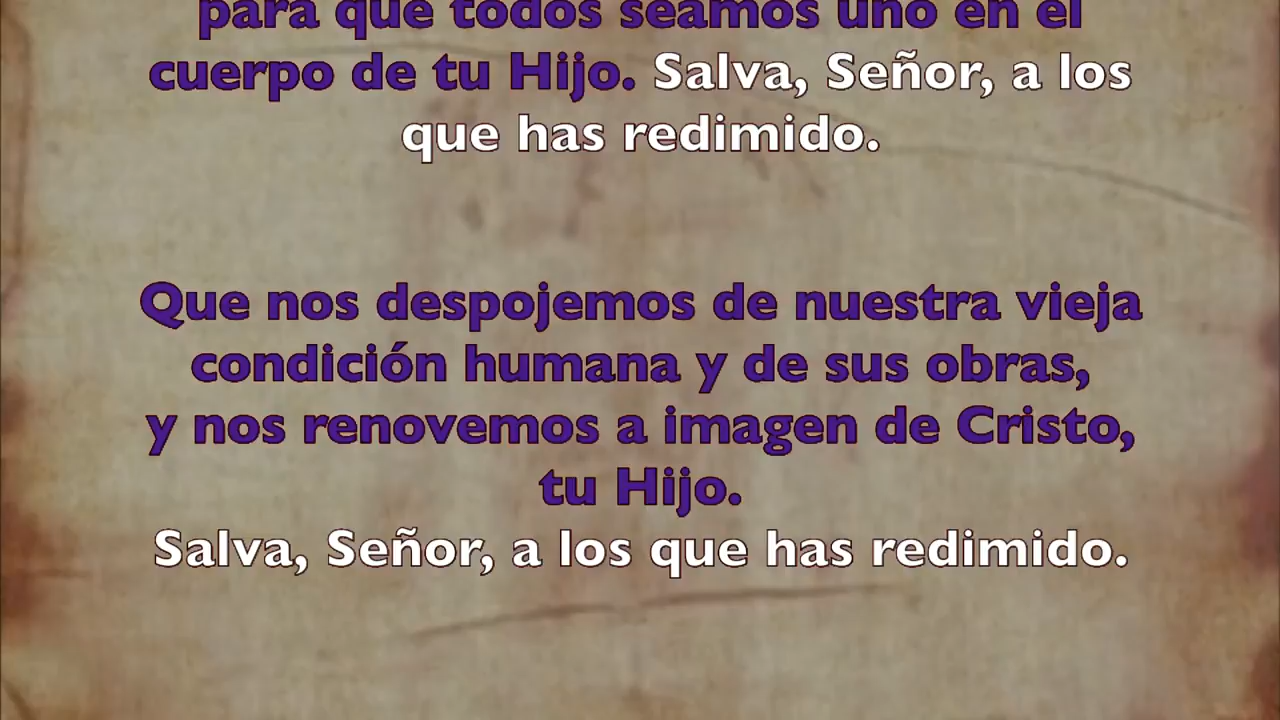 para que todos seamos uno en el
cuerpo de tu Hijo. Salva, Señor, a los
que has redimido.
Que nos despojemos de nuestra vieja
condición humana y de sus obras,
y nos renovemos a imagen de Cristo,
tu Hijo.
Salva, Señor, a los que has redimido.